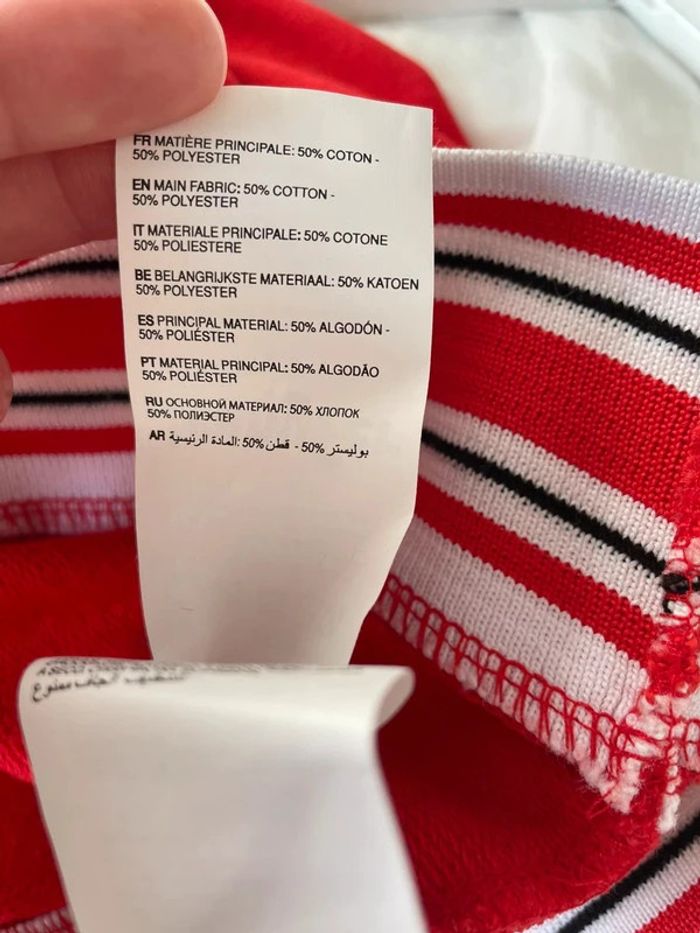 FR MATIÈRE PRINCIPALE: 50% COTON -
50% POLYESTER
EN MAIN FABRIC: 50% COTTON -
50% POLYESTER
IT MATERIALE PRINCIPALE: 50% COTONE
50% POLIESTERE
BE BELANGRIJKSTE MATERIAAL: 50% KATOEN
50% POLYESTER
ES PRINCIPAL MATERIAL: 50% ALGODÓN -
50% POLIÉSTER
PT MATERIAL PRINCIPAL: 50% ALGODÃO
50% POLIÉSTER
RU ОСНОВНОЙ МАТЕРИАЛ: 50% ХЛОПОК
50% ПОЛИЭСТЕР
AR المادة الرئيسية: 50% قطن - 50% بوليستر